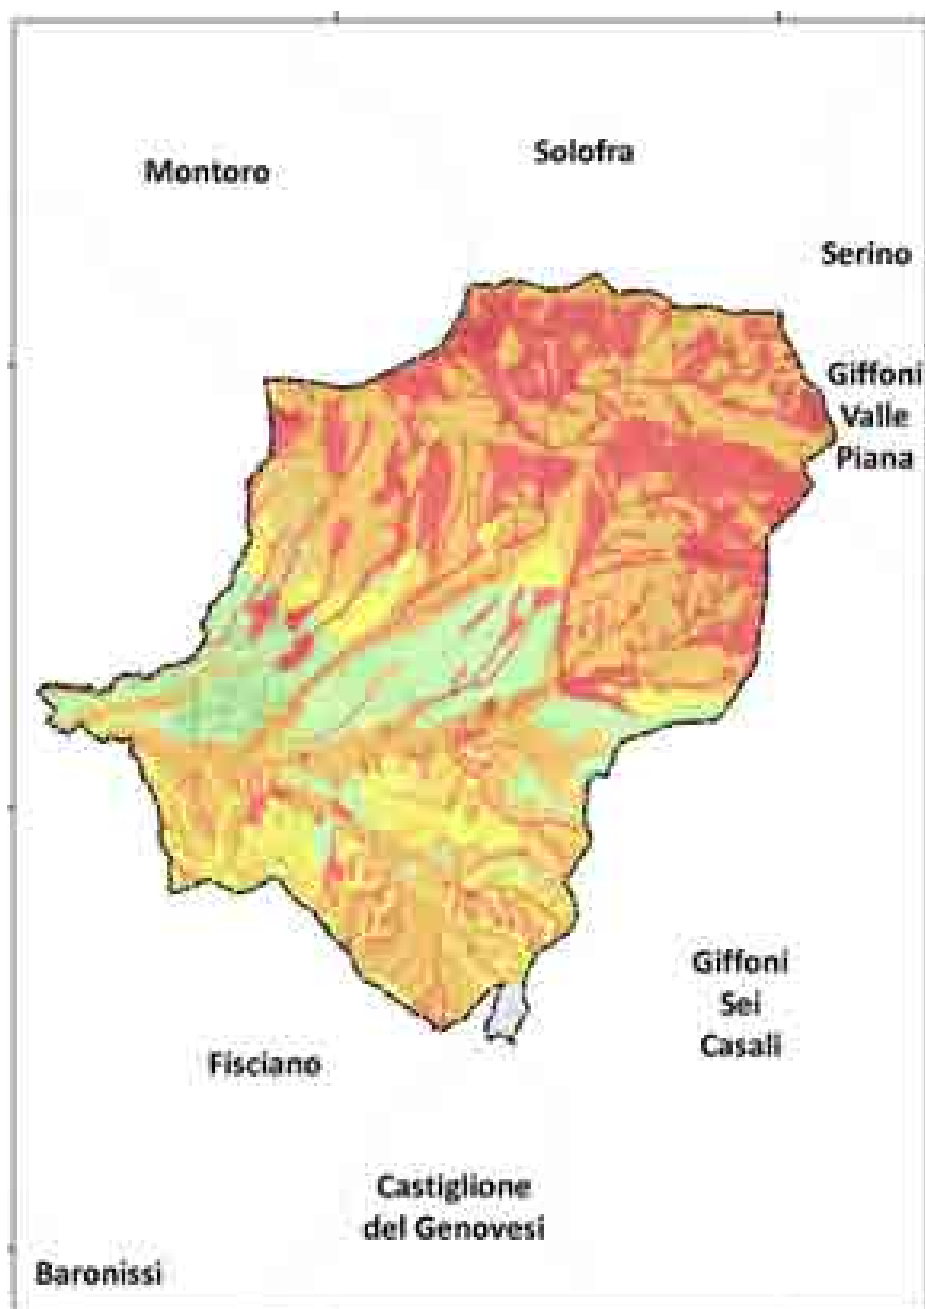 Montoro
Solofra
Serino
Giffoni
Valle
Piana
Giffoni
Sei
Casali
Fisciano
Castiglione
del Genovesi
Baronissi